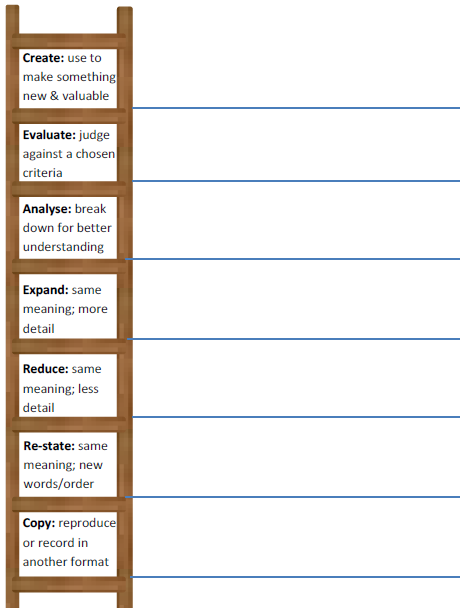 Create: use to
make something
new & valuable
Evaluate: judge
against a chosen
criteria
Analyse: break
down for better
understanding
Expand: same
meaning; more
detail
Reduce: same
meaning; less
detail
Re-state: same
meaning; new
words/order
Copy: reproduce
or record in
another format